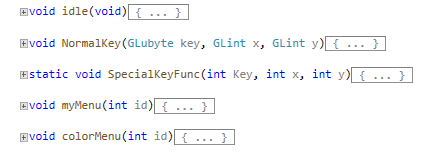 void idle(void){ ... }
void NormalKey(GLubyte key, GLint x, GLint y){ ... }
static void SpecialKeyFunc(int Key, int x, int y){ ... }
void myMenu(int id){ ... }
void colorMenu(int id){ ... }